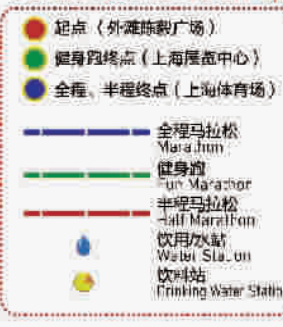 起点（外滩陈毅广场）
健身跑终点（上海展览中心）
全程、半程终点（上海体育场）
全程马拉松
Marathon
健身跑
Fun Marathon
半程马拉松
Half Marathon
饮用水站
Water Station
饮料站
Drinking Water Statio